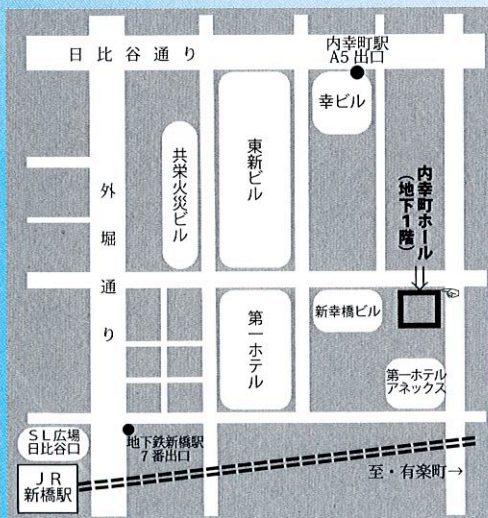 日比谷通り
内幸町駅
A5出口
幸ビル
共栄火災ビル
東新ビル
内幸町ホール
(地下1階)
外堀通り
第一ホテル
新幸橋ビル
第一ホテル
アネックス
SL広場
日比谷口
地下鉄新橋駅
7番出口
JR
新橋駅
至・有楽町→